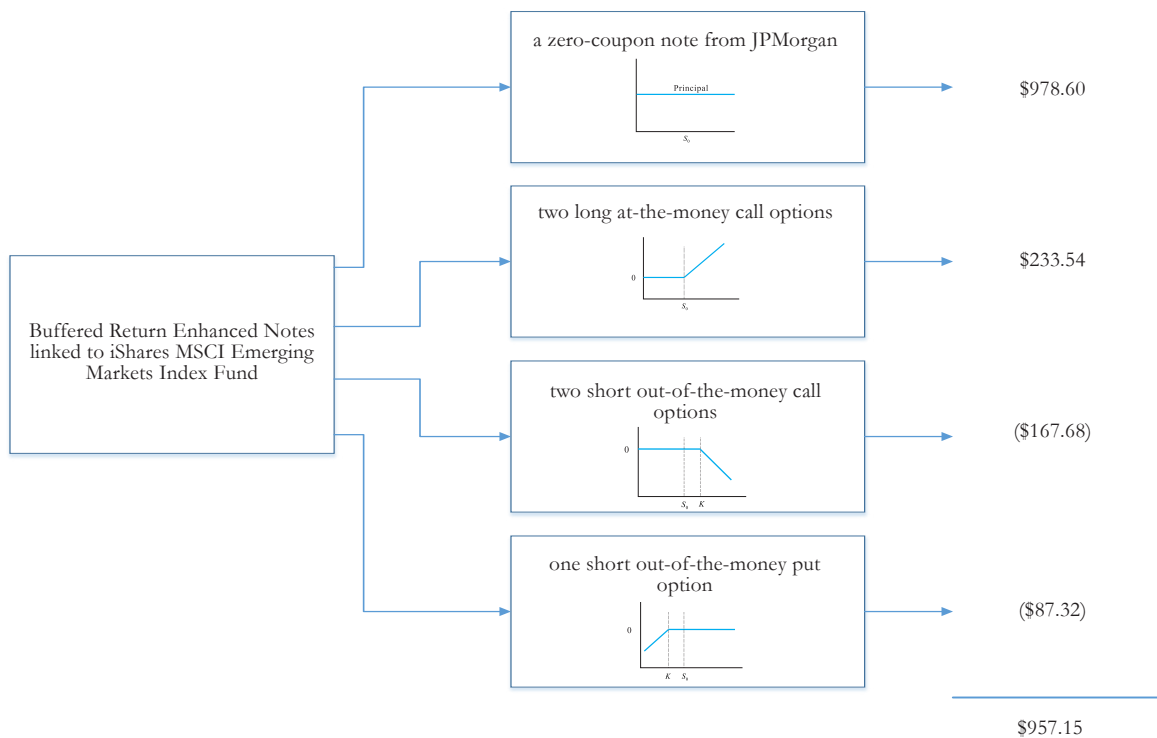 a zero-coupon note from JPMorgan
Principal
S₀
$978.60
two long at-the-money call options
0
S₀
$233.54
Buffered Return Enhanced Notes
linked to iShares MSCI Emerging
Markets Index Fund
two short out-of-the-money call
options
0
S₀ K
($167.68)
one short out-of-the-money put
option
0
K S₀
($87.32)
$957.15